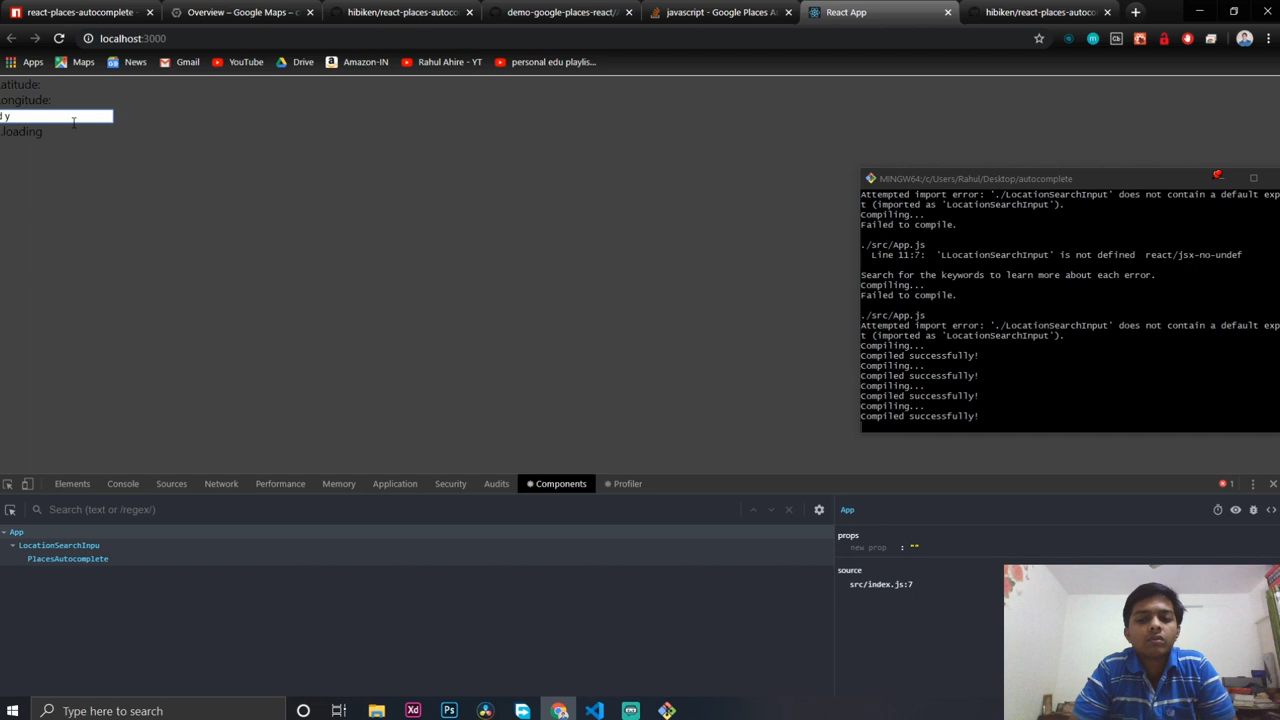 react-places-autocomplete -
Overview – Google Maps
hibiken/react-places-autoc
demo-google-places-react/
javascript - Google Places A
React App
hibiken/react-places-autoco
localhost:3000
Apps
Maps
News
Gmail
YouTube
Drive
Amazon-IN
Rahul Ahire - YT
personal edu playlis...
atitude:
ongitude:
d y
.loading
MINGW64:/c/Users/Rahul/Desktop/autocomplete
Attempted import error: './LocationSearchInput' does not contain a default exp
t (imported as 'LocationSearchInput').
Compiling...
Failed to compile.
./src/App.js
Line 11:7: 'LLocationSearchInput' is not defined react/jsx-no-undef
Search for the keywords to learn more about each error.
Compiling...
Failed to compile.
./src/App.js
Attempted import error: './LocationSearchInput' does not contain a default exp
t (imported as 'LocationSearchInput').
Compiling...
Compiled successfully!
Compiling...
Compiled successfully!
Compiling...
Compiled successfully!
Compiling...
Compiled successfully!
Elements
Console
Sources
Network
Performance
Memory
Application
Security
Audits
Components
Profiler
1
Search (text or /regex/)
App
App
LocationSearchInpu
PlacesAutocomplete
props
new prop : ""
source
src/index.js:7
Type here to search
Xd
Ps